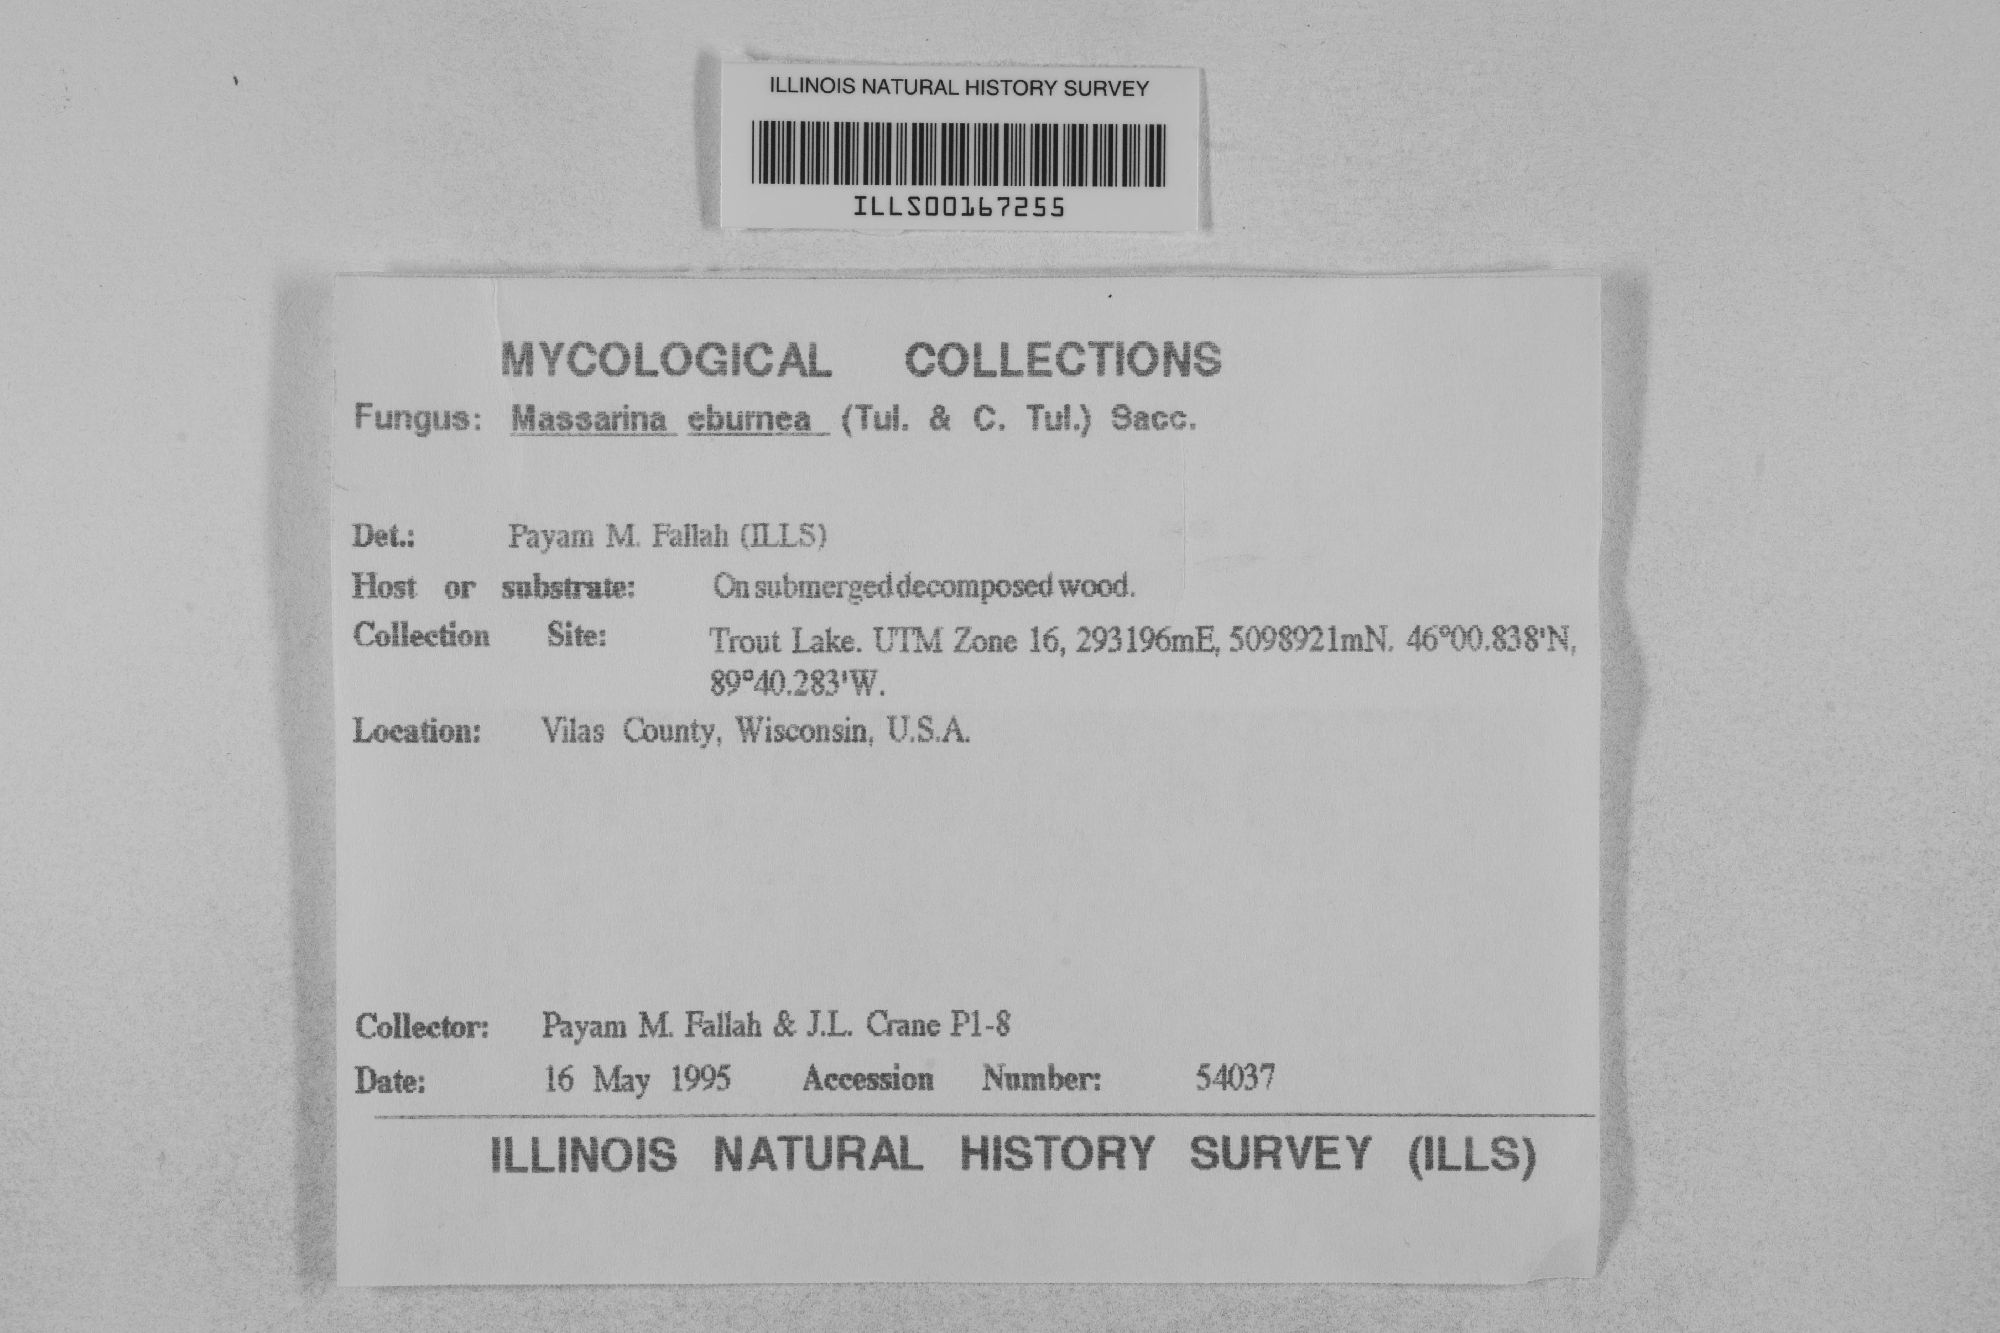 ILLINOIS NATURAL HISTORY SURVEY
ILLS00167255
MYCOLOGICAL COLLECTIONS
Fungus: Massarina eburnea (Tul. & C. Tul.) Sacc.
Det.: Payam M. Fallah (ILLS)
Host or substrate: On submerged decomposed wood.
Collection Site: Trout Lake. UTM Zone 16, 293196mE, 5098921mN. 46°00.838'N,
89°40.283'W.
Location: Vilas County, Wisconsin, U.S.A.
Collector: Payam M. Fallah & J.L. Crane P1-8
Date: 16 May 1995 Accession Number: 54037
ILLINOIS NATURAL HISTORY SURVEY (ILLS)